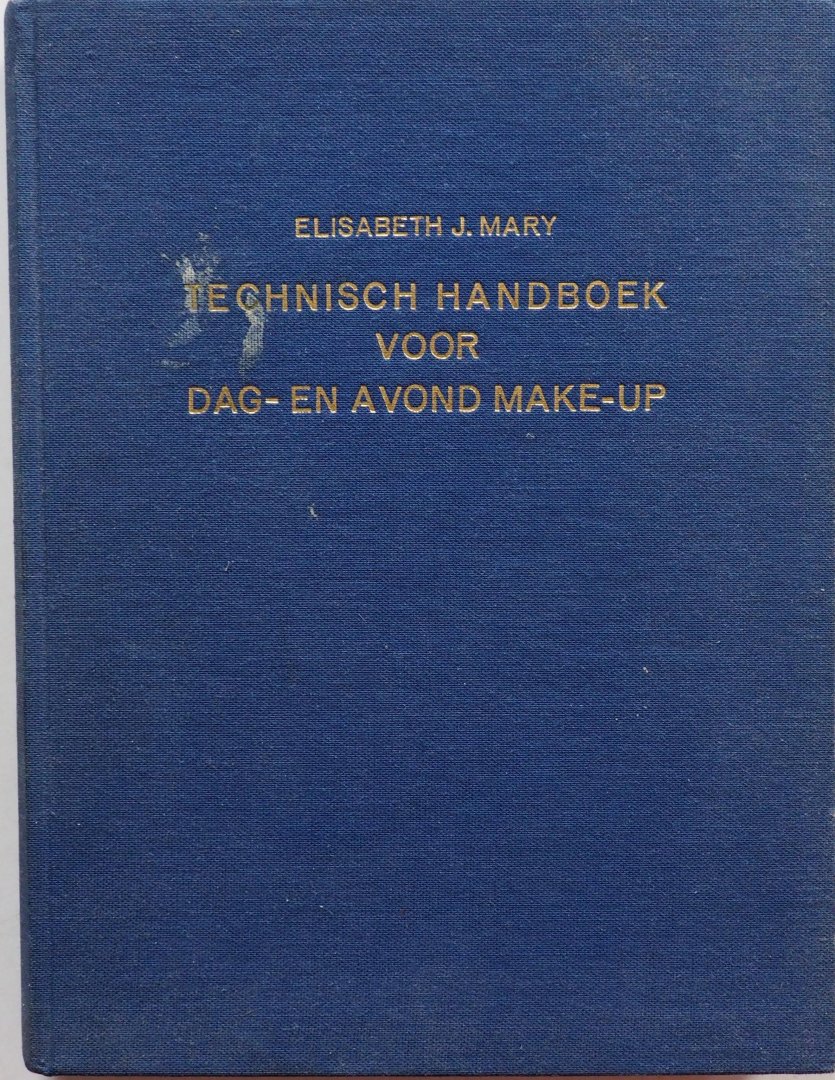 ELISABETH J. MARY
TECHNISCH HANDBOEK
VOOR
DAG- EN AVOND MAKE-UP